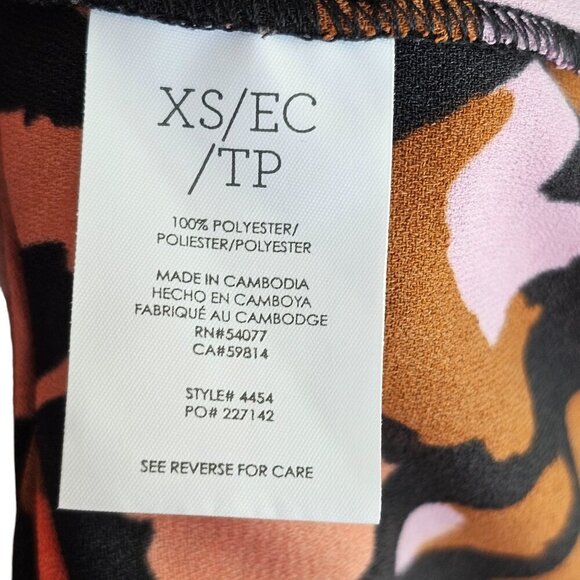 XS/EC
/TP
100% POLYESTER/
POLIESTER/POLYESTER
MADE IN CAMBODIA
HECHO EN CAMBOYA
FABRIQUÉ AU CAMBODGE
RN#54077
CA#59814
STYLE# 4454
PO# 227142
SEE REVERSE FOR CARE